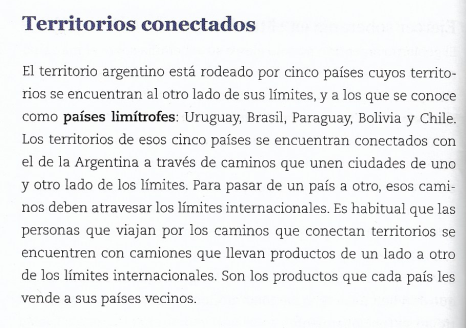 Territorios conectados
El territorio argentino está rodeado por cinco países cuyos territo-
rios se encuentran al otro lado de sus límites, y a los que se conoce
como países limítrofes: Uruguay, Brasil, Paraguay, Bolivia y Chile.
Los territorios de esos cinco países se encuentran conectados con
el de la Argentina a través de caminos que unen ciudades de uno
y otro lado de los límites. Para pasar de un país a otro, esos cami-
nos deben atravesar los límites internacionales. Es habitual que las
personas que viajan por los caminos que conectan territorios se
encuentren con camiones que llevan productos de un lado a otro
de los límites internacionales. Son los productos que cada país les
vende a sus países vecinos.